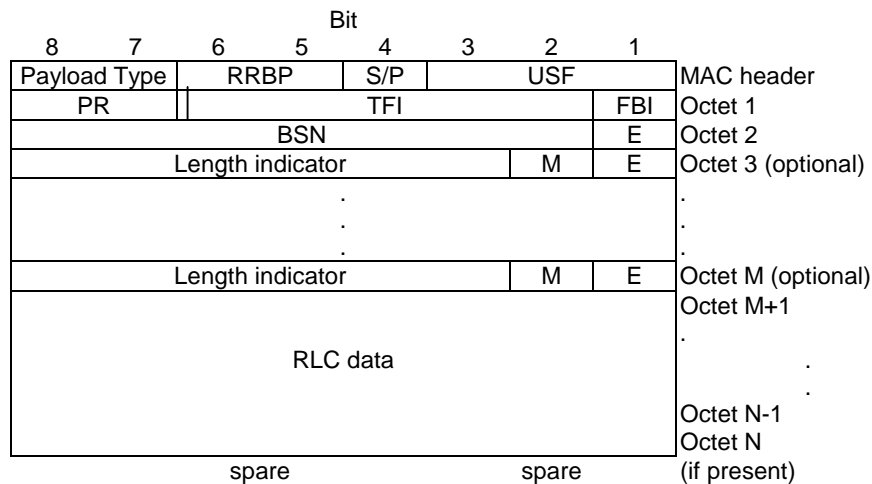 Bit
8 7 6 5 4 3 2 1
Payload Type RRBP S/P USF MAC header
PR TFI FBI Octet 1
BSN E Octet 2
Length indicator M E Octet 3 (optional)
. .
. .
. .
Length indicator M E Octet M (optional)
Octet M+1
.
RLC data .
.
Octet N-1
Octet N
spare spare (if present)